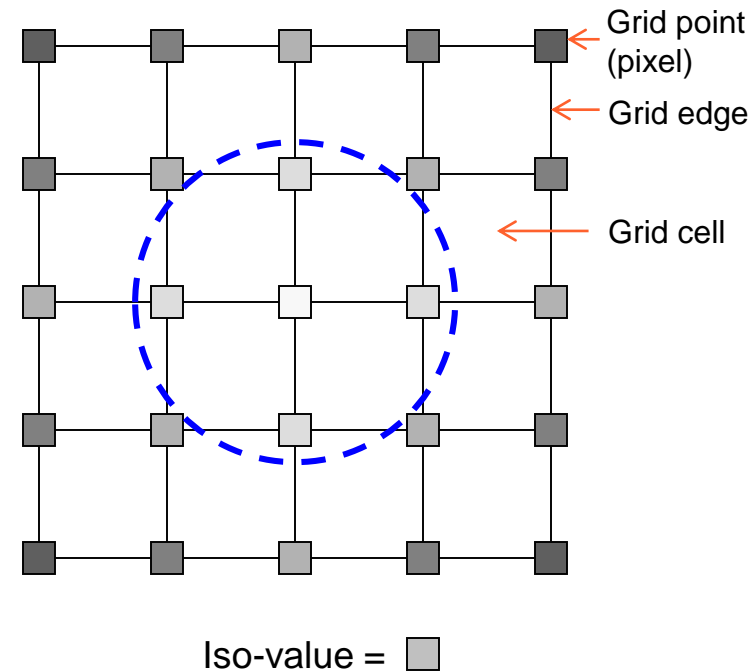 Grid point
(pixel)
Grid edge
Grid cell
Iso-value =